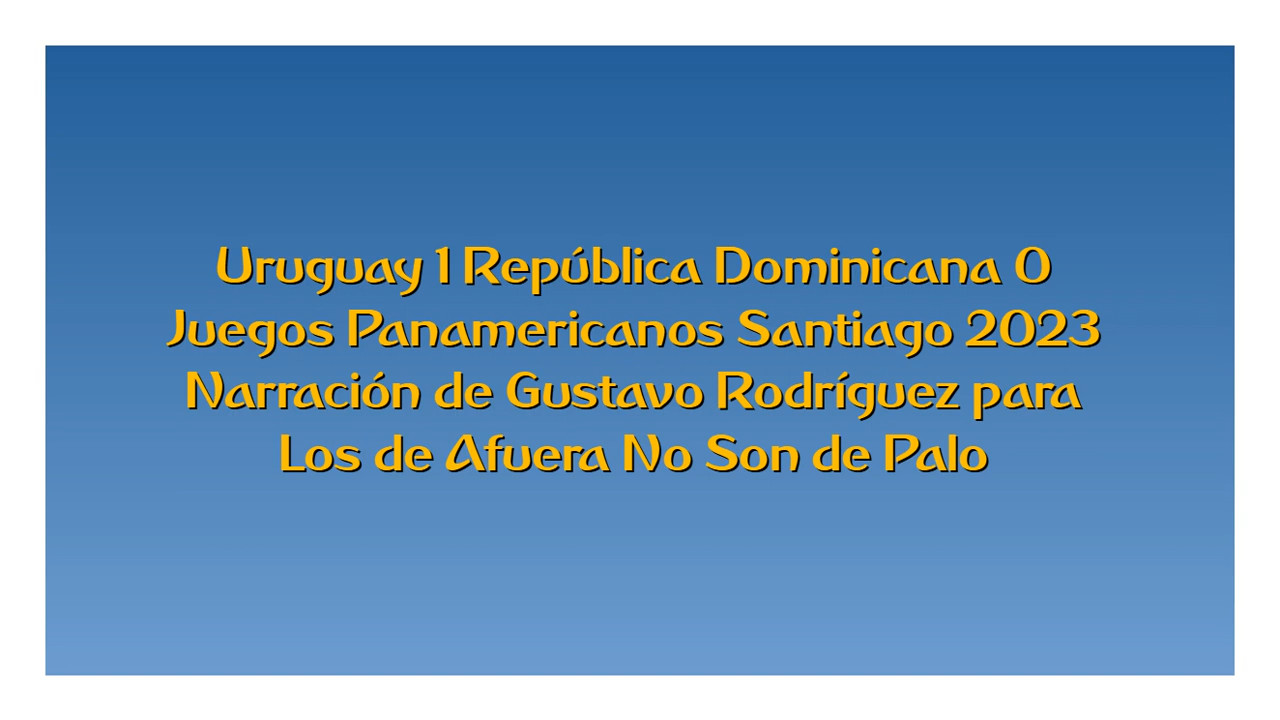 Uruguay 1 República Dominicana 0
Juegos Panamericanos Santiago 2023
Narración de Gustavo Rodríguez para
Los de Afuera No Son de Palo